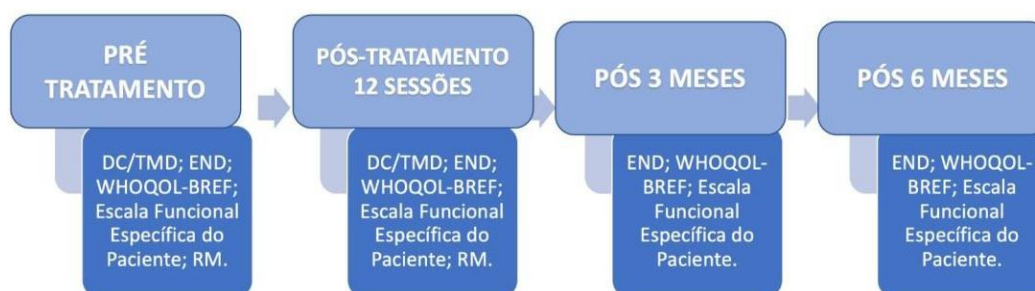 PRÉ
TRATAMENTO
DC/TMD; END;
WHOQOL-BREF;
Escala Funcional
Específica do
Paciente; RM.
PÓS-TRATAMENTO
12 SESSÕES
DC/TMD; END;
WHOQOL-BREF;
Escala Funcional
Específica do
Paciente; RM.
PÓS 3 MESES
END; WHOQOL-
BREF; Escala
Funcional
Específica do
Paciente.
PÓS 6 MESES
END; WHOQOL-
BREF; Escala
Funcional
Específica do
Paciente.